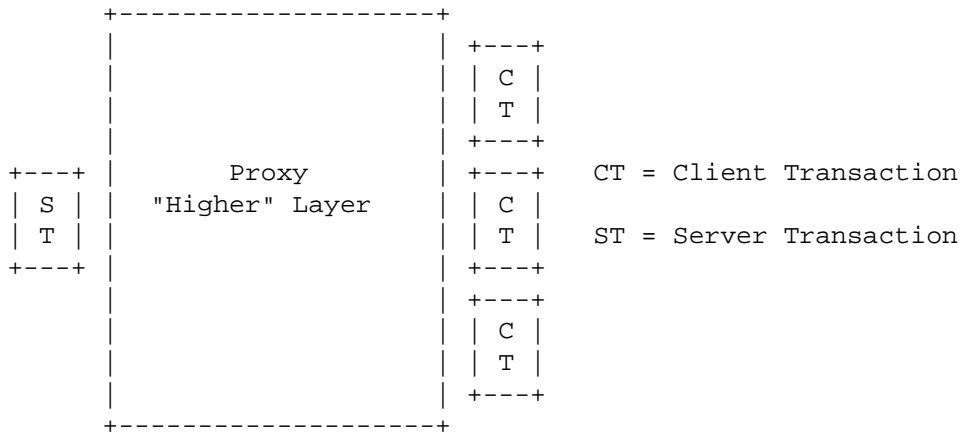 +--------------------+
|                    | +---+
|                    | | C |
|                    | | T |
|                    | +---+
+---+ |       Proxy        | +---+   CT = Client Transaction
| S | |   "Higher" Layer   | | C |
| T | |                    | | T |   ST = Server Transaction
+---+ |                    | +---+
|                    | +---+
|                    | | C |
|                    | | T |
|                    | +---+
+--------------------+